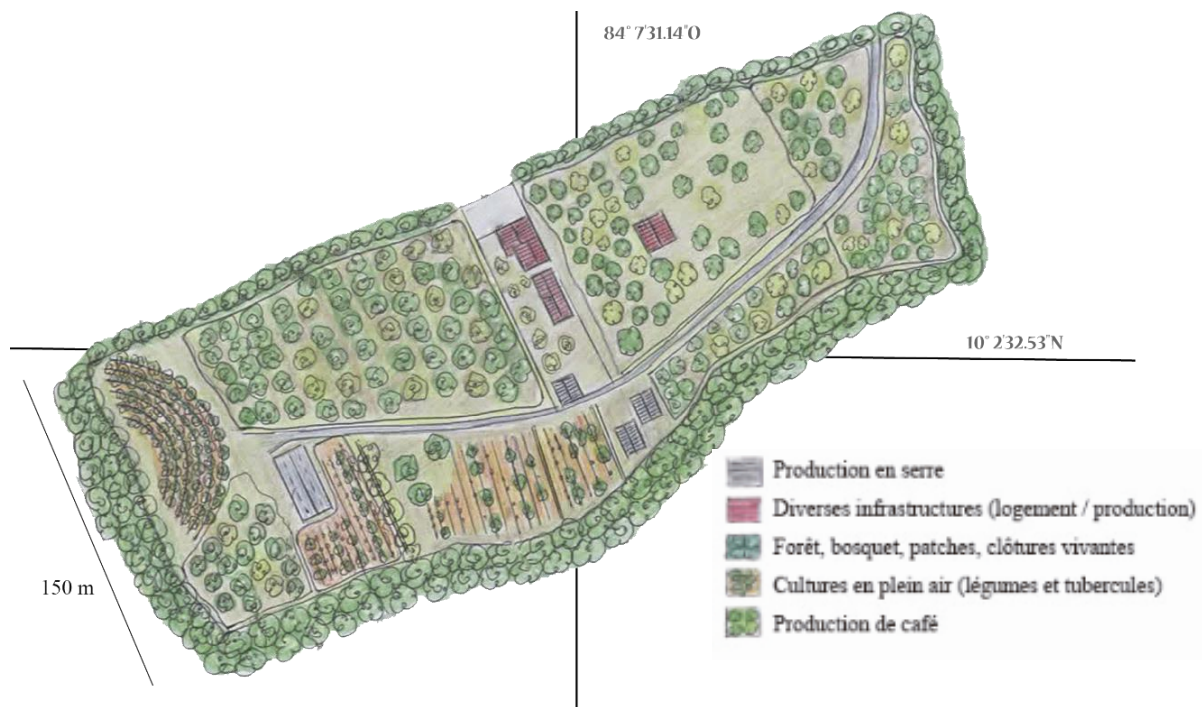 84° 7'31.14"O
10° 2'32.53"N
150 m
Production en serre
Diverses infrastructures (logement / production)
Forêt, bosquet, patches, clôtures vivantes
Cultures en plein air (légumes et tubercules)
Production de café